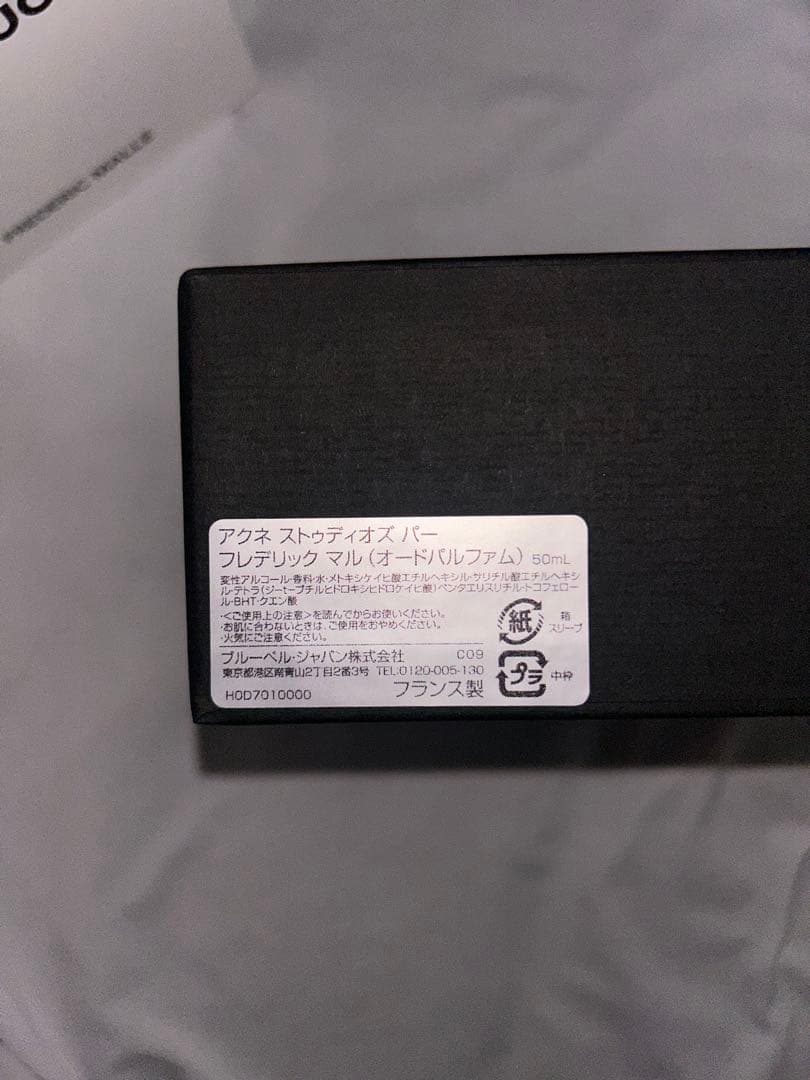 FREDERIC MALLE
アクネ ストゥディオズ パー
フレデリック マル (オードパルファム) 50mL
変性アルコール・香料・水・メトキシケイヒ酸エチルヘキシル・サリチル酸エチルヘキシ
ル・テトラ(ジ-t-ブチルヒドロキシヒドロケイヒ酸)ペンタエリスリチル・トコフェロー
ル・BHT・クエン酸
・<ご使用上の注意>を読んでからお使いください。
・お肌に合わないときは、ご使用をおやめください。
・火気にご注意ください。
紙 箱
スリーブ
ブルーベル・ジャパン株式会社 C09
東京都港区南青山2丁目2番3号 TEL:0120-005-130
プラ 中枠
H0D7010000 フランス製